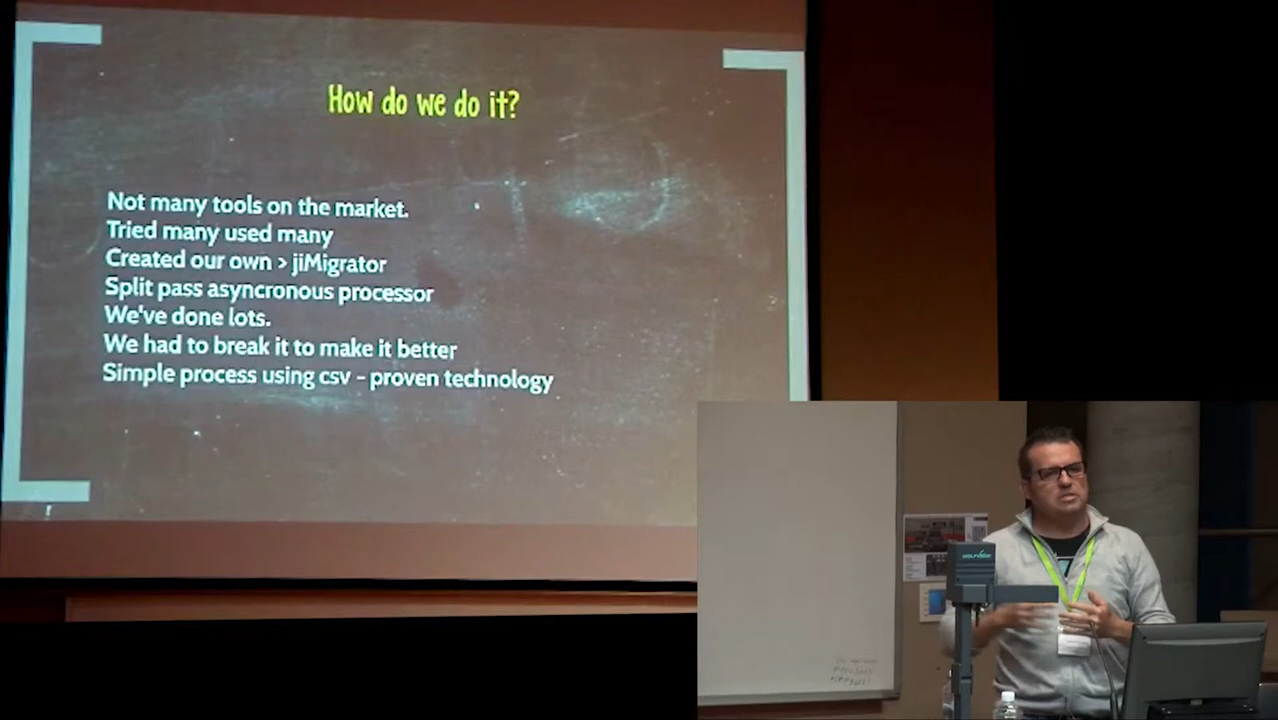 How do we do it?
Not many tools on the market.
Tried many used many
Created our own > jiMigrator
Split pass asyncronous processor
We've done lots.
We had to break it to make it better
Simple process using csv - proven technology